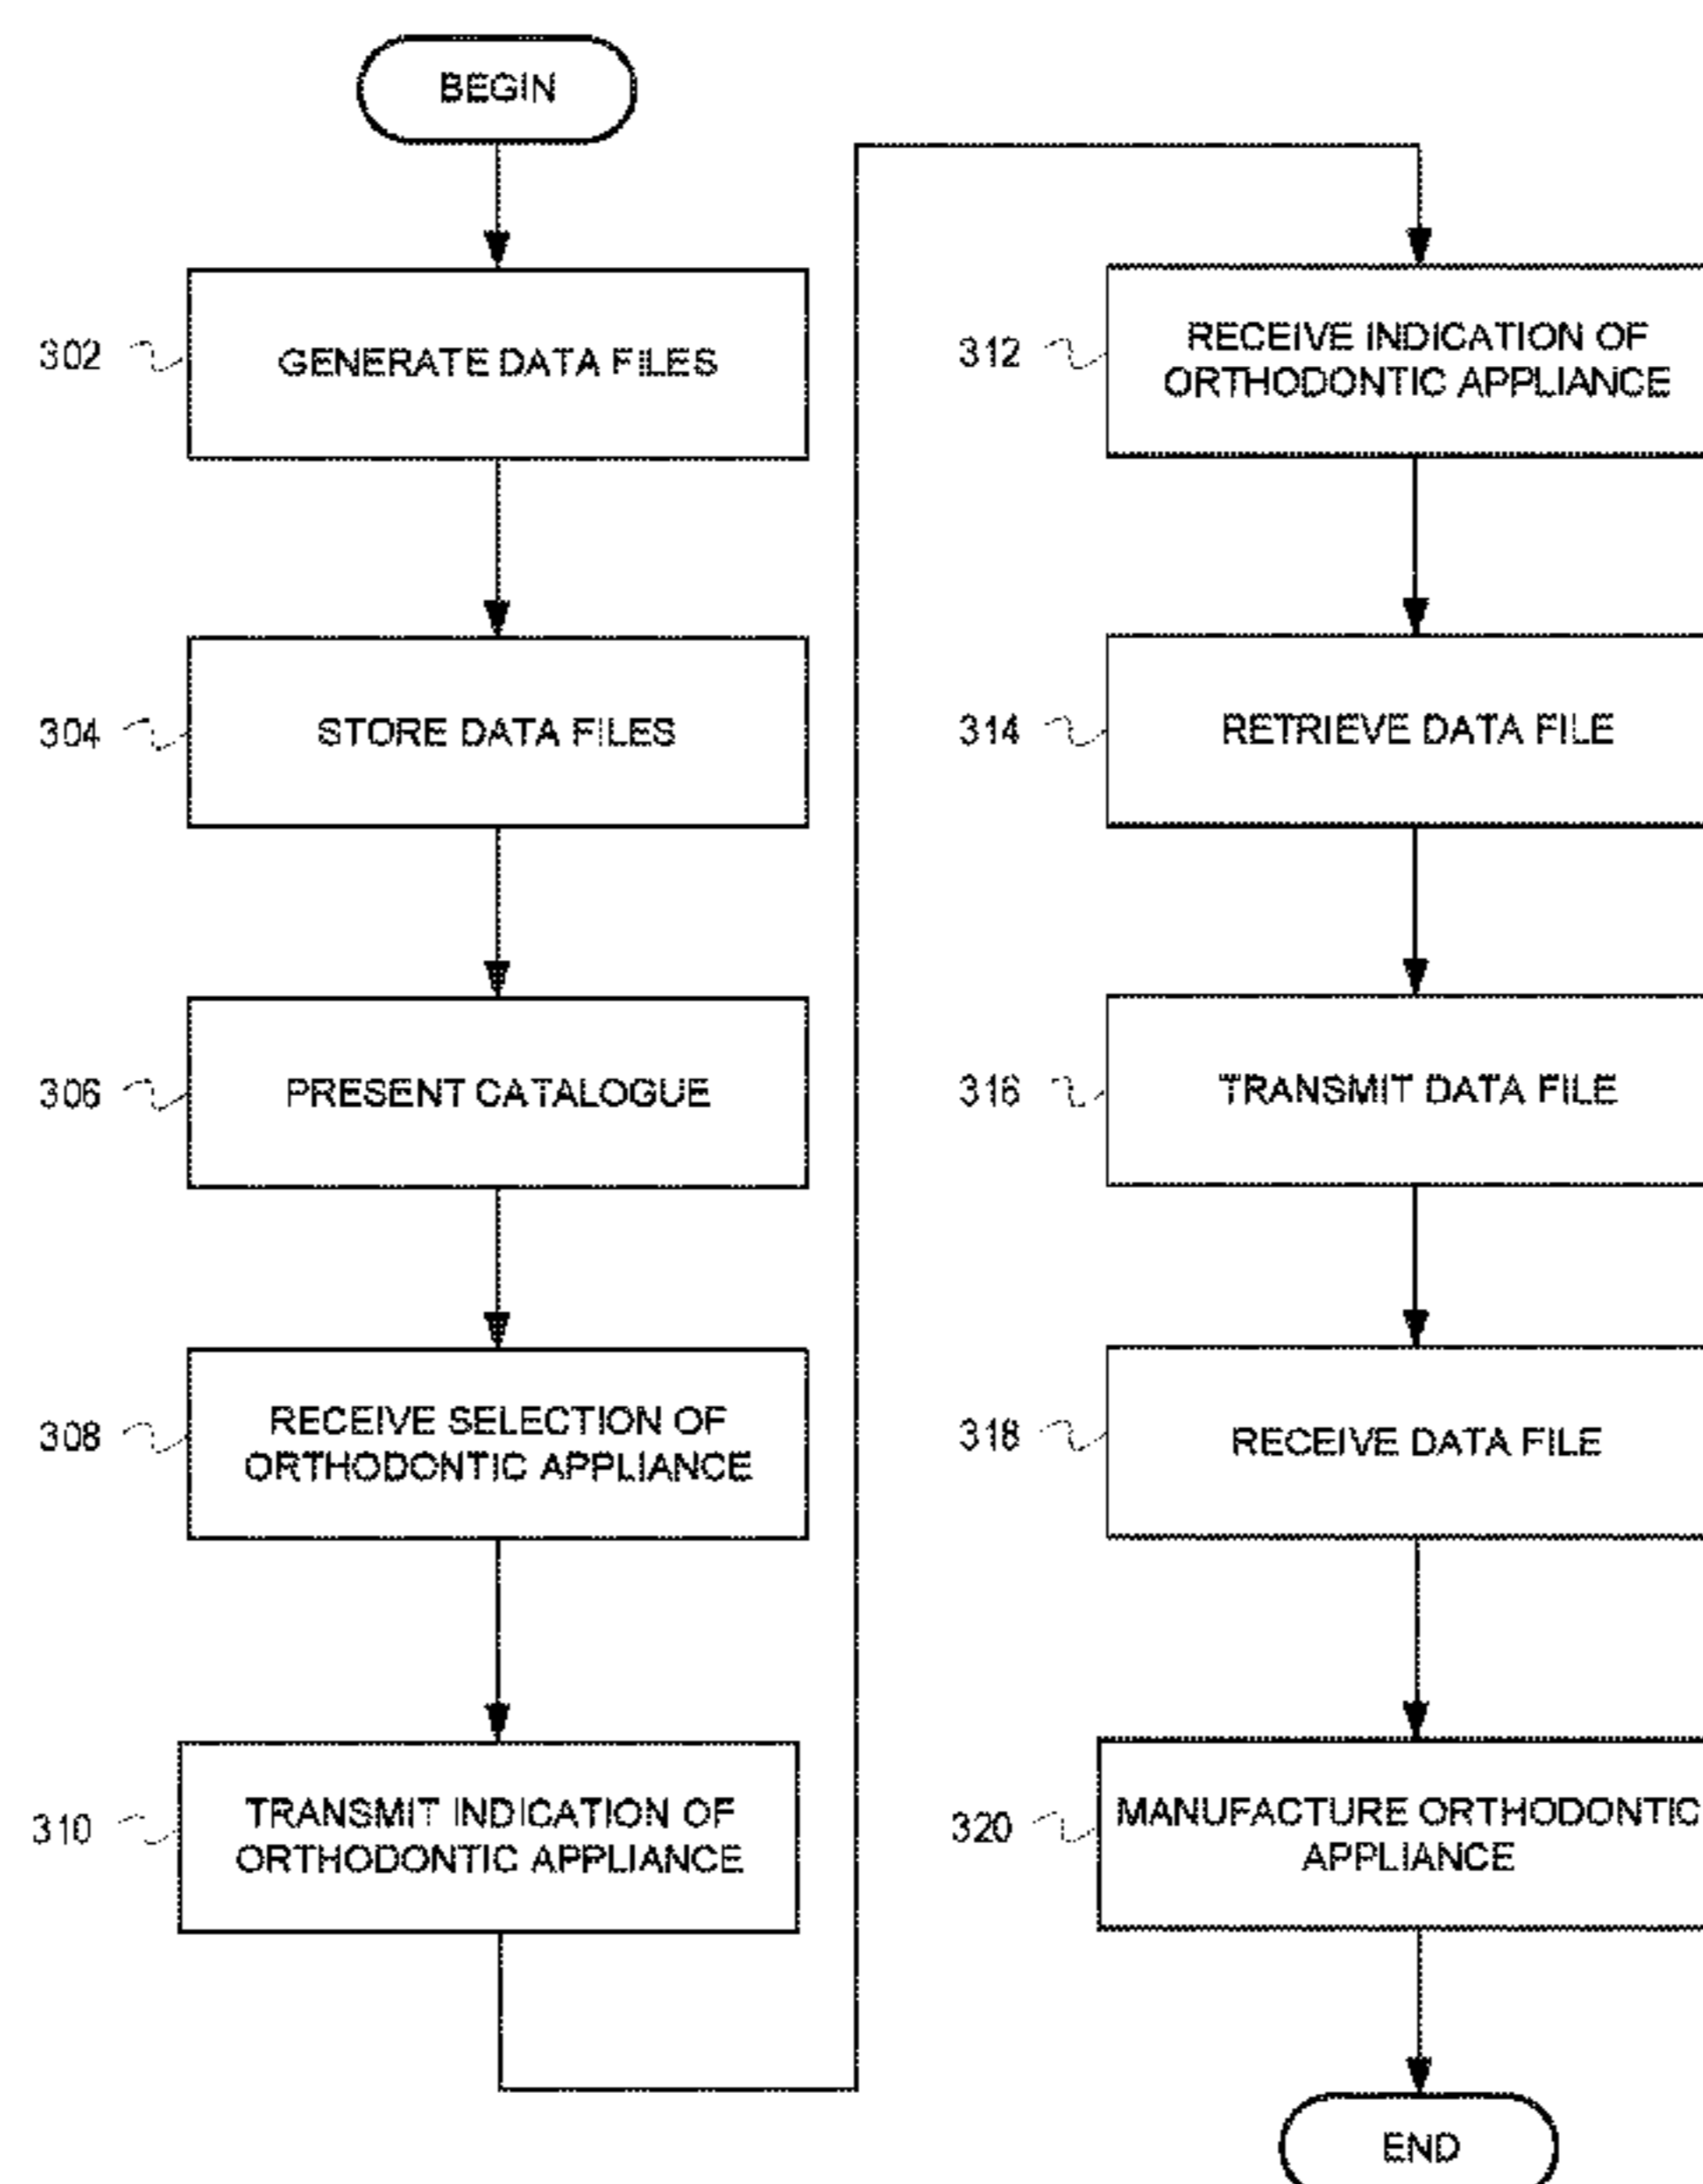 BEGIN
302
GENERATE DATA FILES
304
STORE DATA FILES
306
PRESENT CATALOGUE
308
RECEIVE SELECTION OF
ORTHODONTIC APPLIANCE
310
TRANSMIT INDICATION OF
ORTHODONTIC APPLIANCE
312
RECEIVE INDICATION OF
ORTHODONTIC APPLIANCE
314
RETRIEVE DATA FILE
316
TRANSMIT DATA FILE
318
RECEIVE DATA FILE
320
MANUFACTURE ORTHODONTIC
APPLIANCE
END